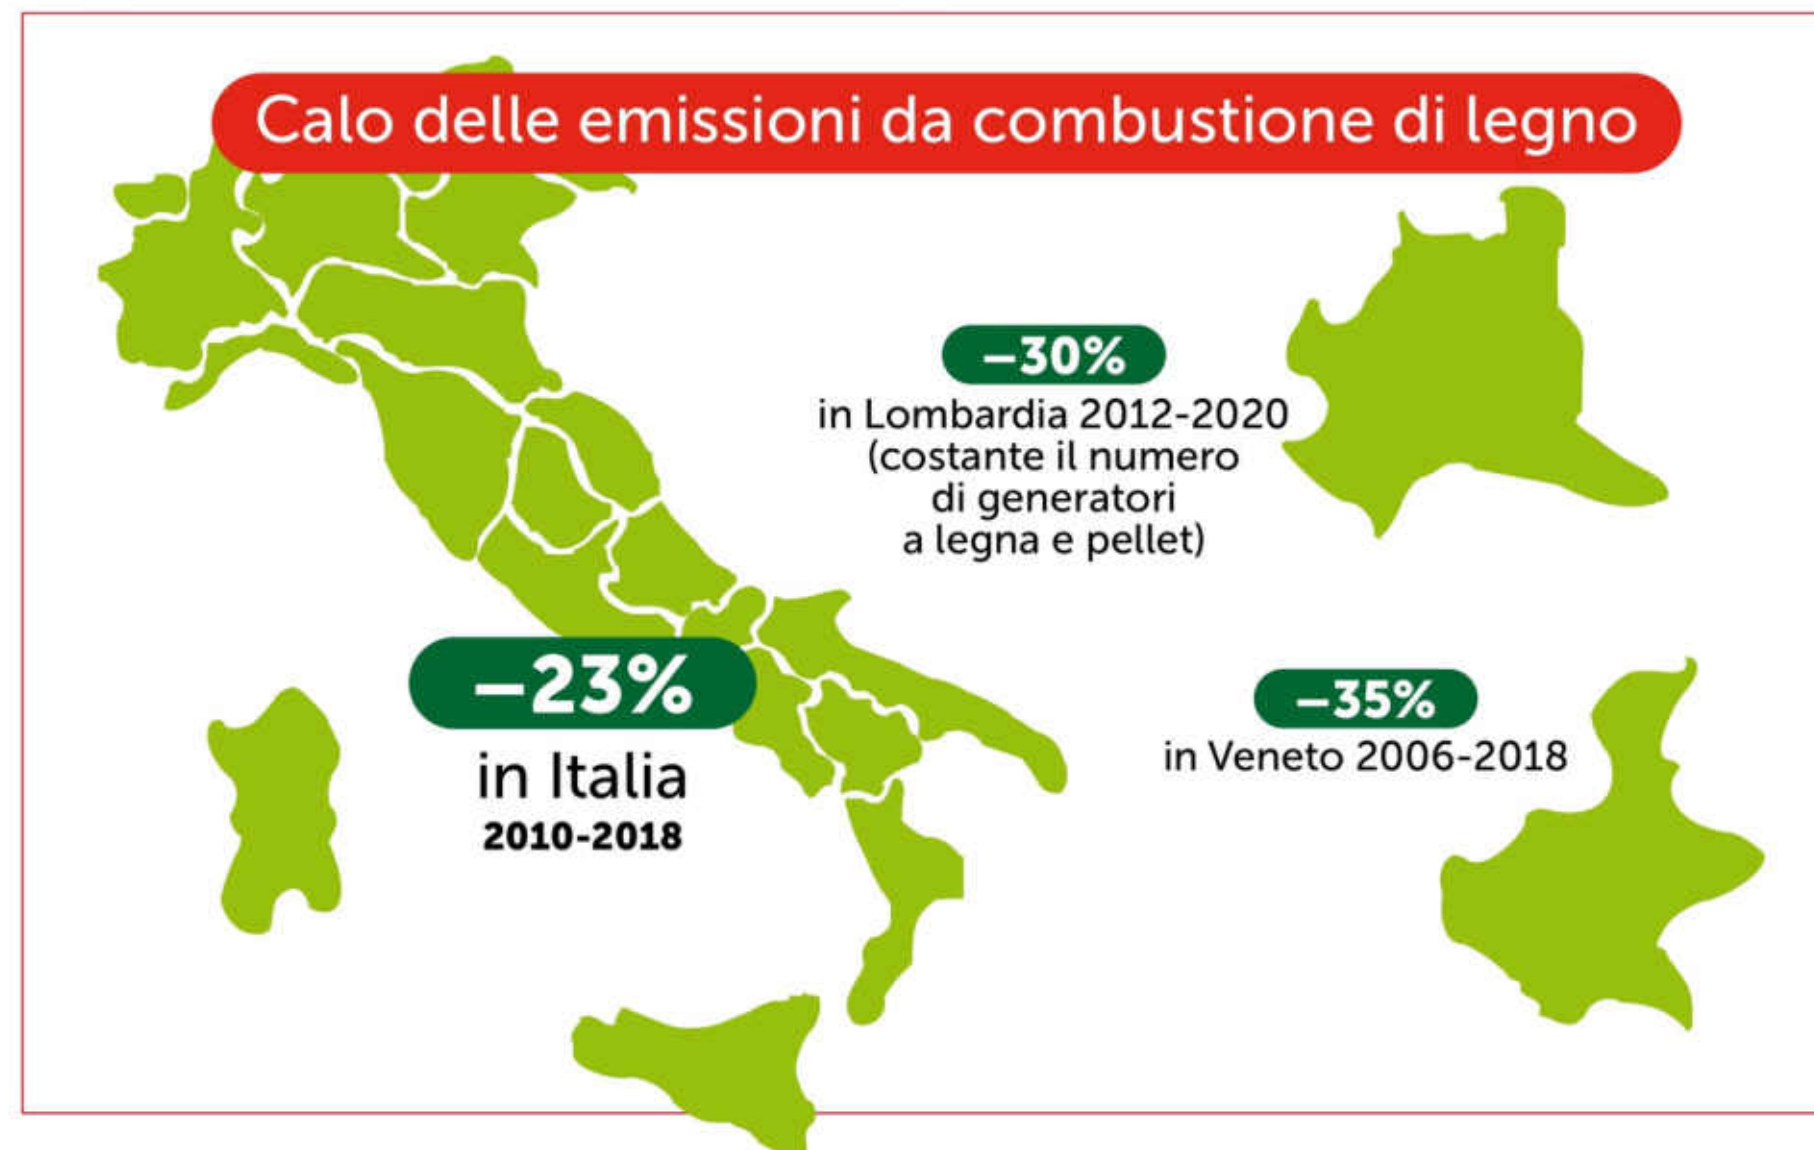 Calo delle emissioni da combustione di legno
–30%
in Lombardia 2012-2020
(costante il numero
di generatori
a legna e pellet)
–23%
in Italia
2010-2018
–35%
in Veneto 2006-2018